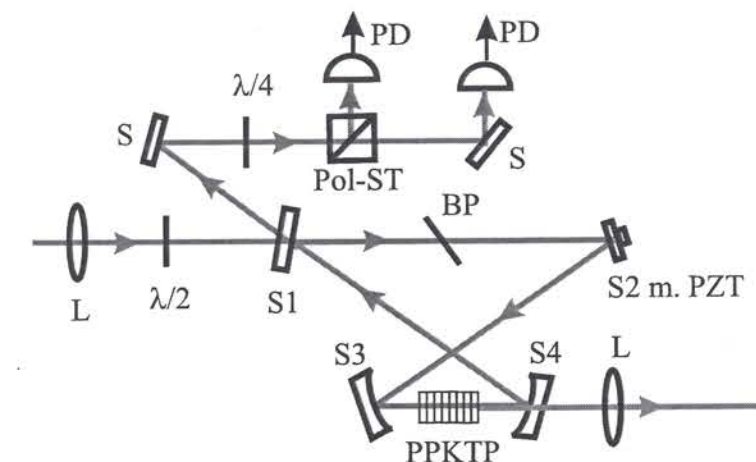 PD
PD
λ/4
S
Pol-ST
S
BP
L
λ/2
S1
S2 m. PZT
S3
S4
L
PPKTP